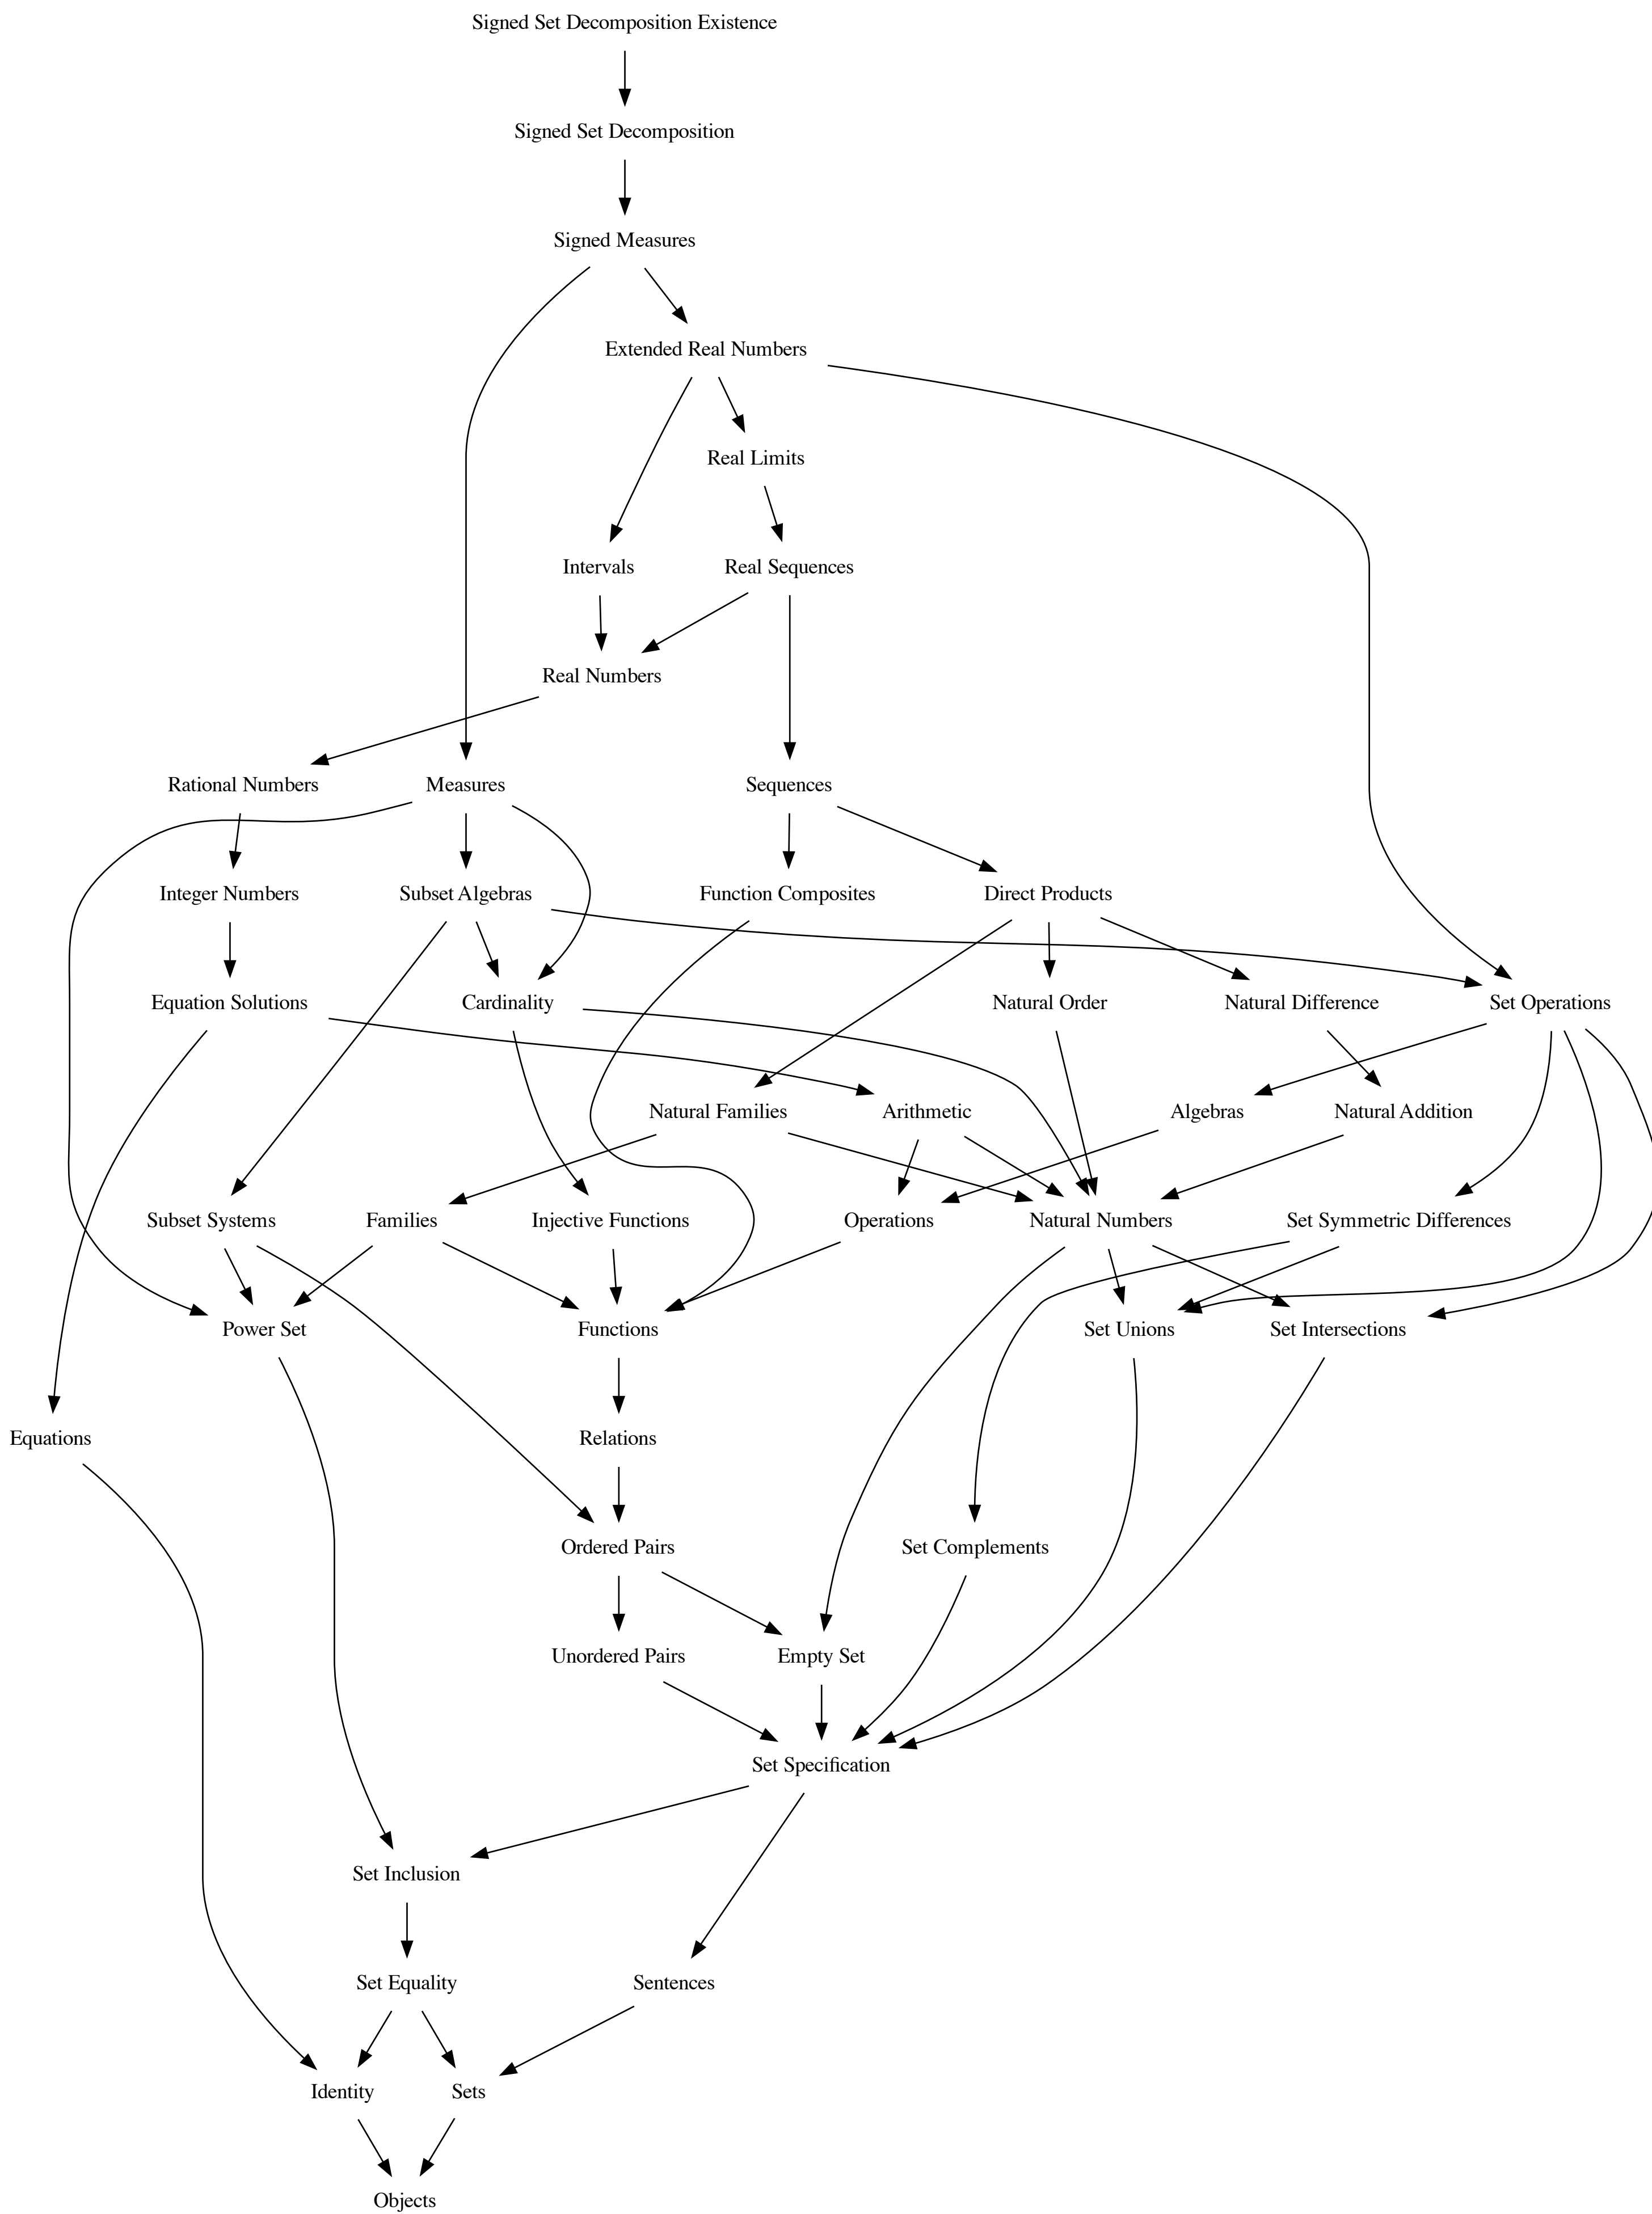 Signed Set Decomposition Existence
Signed Set Decomposition
Signed Measures
Extended Real Numbers
Real Limits
Intervals
Real Sequences
Real Numbers
Rational Numbers
Measures
Sequences
Integer Numbers
Subset Algebras
Function Composites
Direct Products
Equation Solutions
Cardinality
Natural Order
Natural Difference
Set Operations
Natural Families
Arithmetic
Algebras
Natural Addition
Subset Systems
Families
Injective Functions
Operations
Natural Numbers
Set Symmetric Differences
Power Set
Functions
Set Unions
Set Intersections
Equations
Relations
Ordered Pairs
Set Complements
Unordered Pairs
Empty Set
Set Specification
Set Inclusion
Set Equality
Sentences
Identity
Sets
Objects